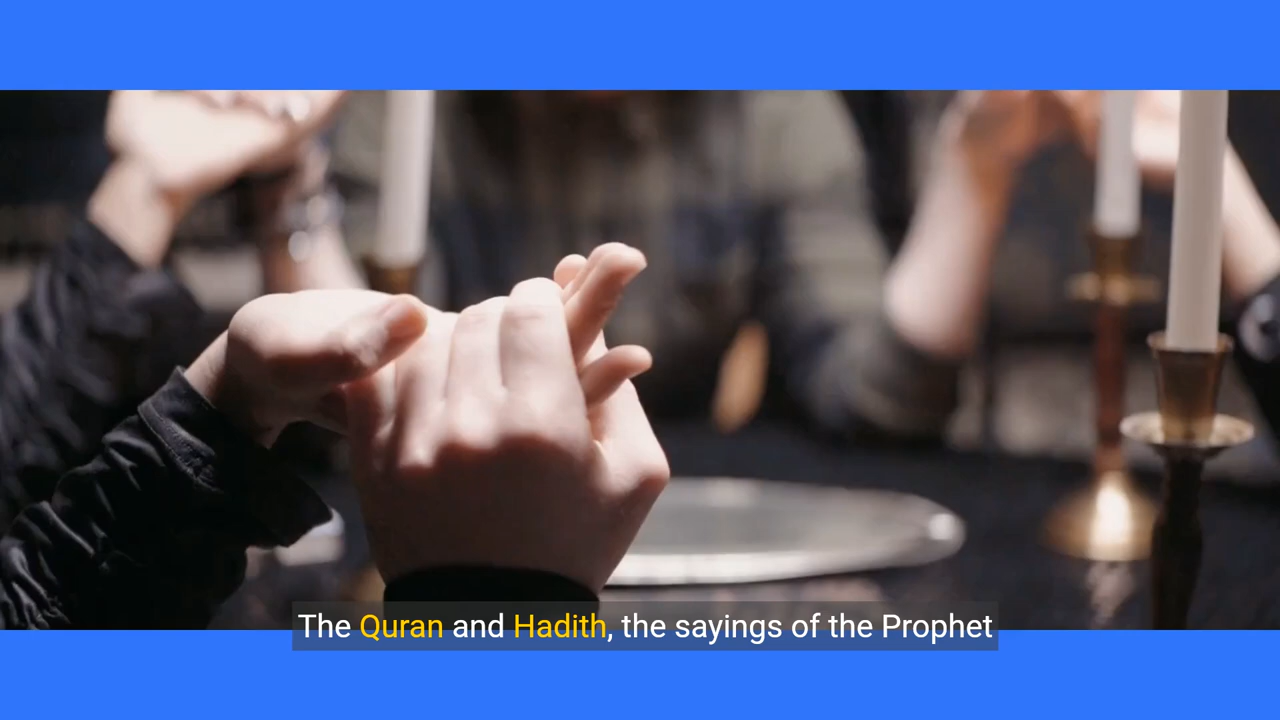 The Quran and Hadith, the sayings of the Prophet